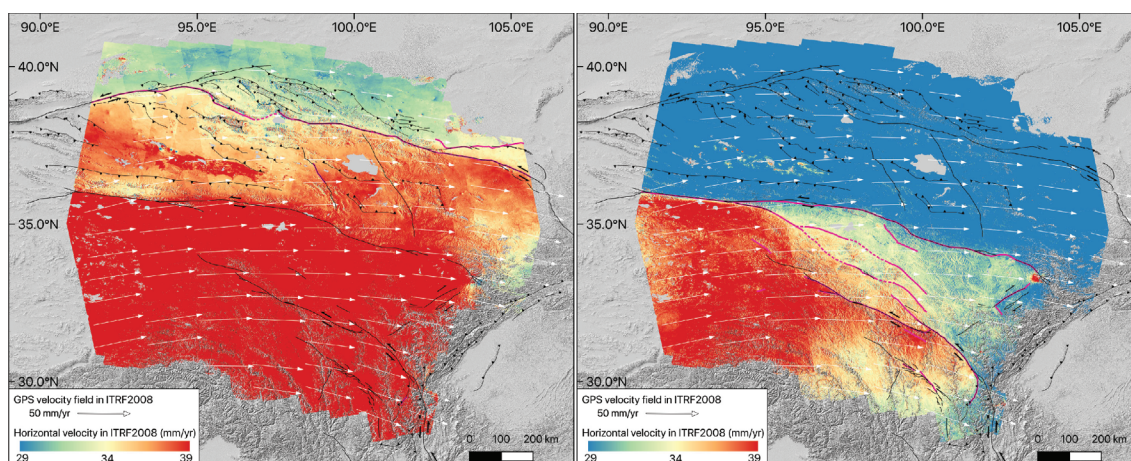 90.0°E 95.0°E 100.0°E 105.0°E
40.0°N
35.0°N
30.0°N
GPS velocity field in ITRF2008
50 mm/yr
Horizontal velocity in ITRF2008 (mm/yr)
29 34 39
0 100 200 km
90.0°E 95.0°E 100.0°E 105.0°E
40.0°N
35.0°N
30.0°N
GPS velocity field in ITRF2008
50 mm/yr
Horizontal velocity in ITRF2008 (mm/yr)
29 34 39
0 100 200 km